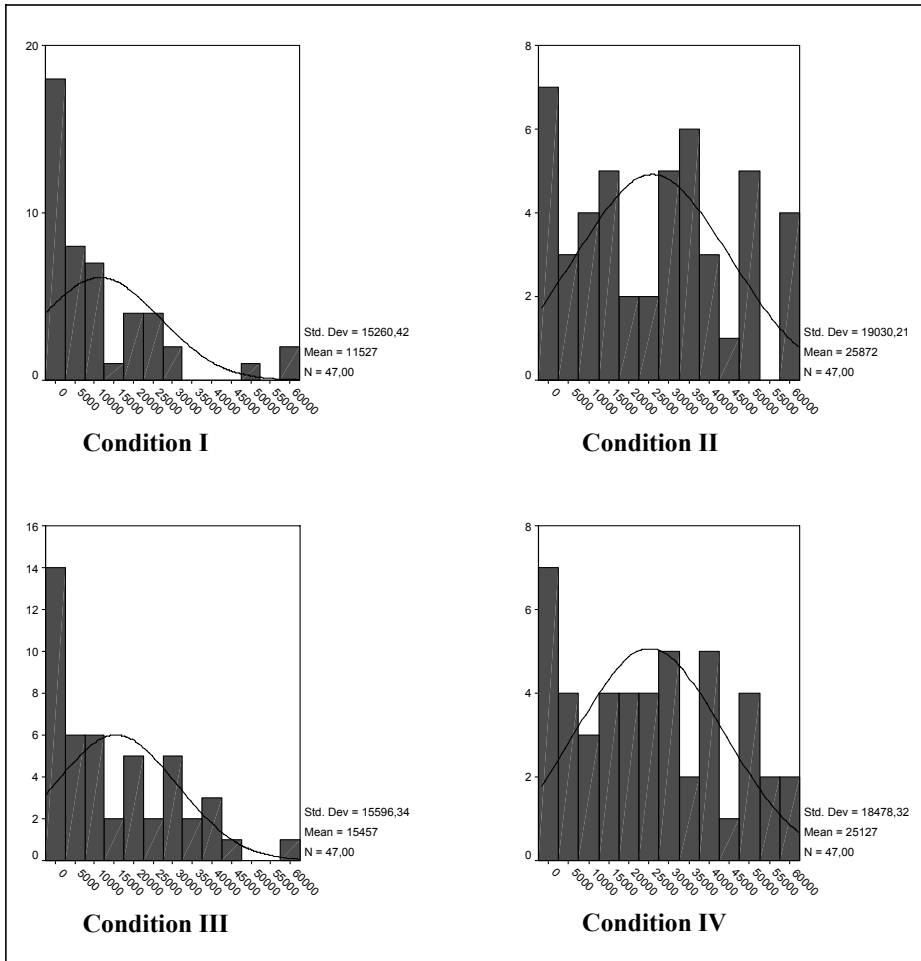 20
10
0
Std. Dev = 15260,42
Mean = 11527
N = 47,00
0 5000 10000 15000 20000 25000 30000 35000 40000 45000 50000 55000 60000
Condition I
8
6
4
2
0
Std. Dev = 19030,21
Mean = 25872
N = 47,00
0 5000 10000 15000 20000 25000 30000 35000 40000 45000 50000 55000 60000
Condition II
16
14
12
10
8
6
4
2
0
Std. Dev = 15596,34
Mean = 15457
N = 47,00
0 5000 10000 15000 20000 25000 30000 35000 40000 45000 50000 55000 60000
Condition III
8
6
4
2
0
Std. Dev = 18478,32
Mean = 25127
N = 47,00
0 5000 10000 15000 20000 25000 30000 35000 40000 45000 50000 55000 60000
Condition IV